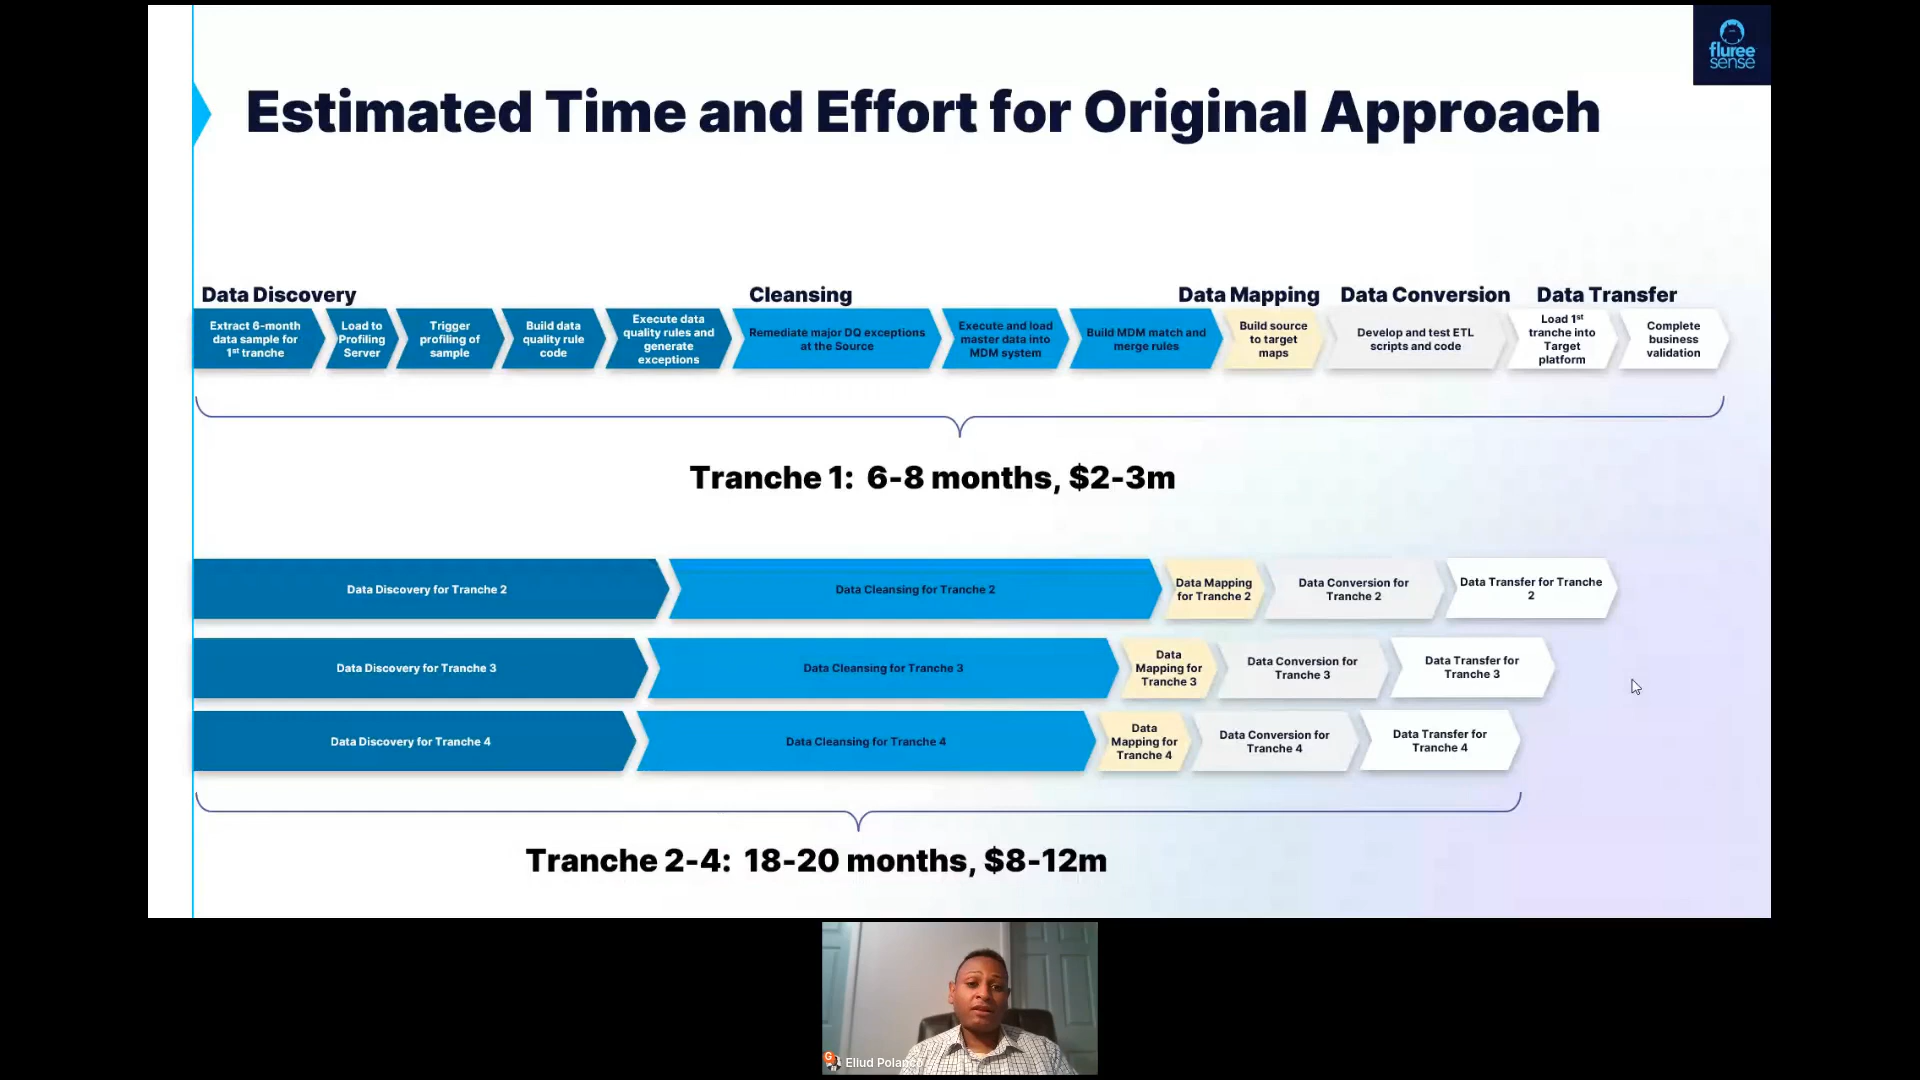 fluree
sense
Estimated Time and Effort for Original Approach
Data Discovery
Cleansing
Data Mapping
Data Conversion
Data Transfer
Extract 6-month
data sample for
1st tranche
Load to
Profiling
Server
Trigger
profiling of
sample
Build data
quality rule
code
Execute data
quality rules and
generate
exceptions
Remediate major DQ exceptions
at the Source
Execute and load
master data into
MDM system
Build MDM match and
merge rules
Build source
to target
maps
Develop and test ETL
scripts and code
Load 1st
tranche into
Target
platform
Complete
business
validation
Tranche 1: 6-8 months, $2-3m
Data Discovery for Tranche 2
Data Cleansing for Tranche 2
Data Mapping
for Tranche 2
Data Conversion for
Tranche 2
Data Transfer for Tranche
2
Data Discovery for Tranche 3
Data Cleansing for Tranche 3
Data
Mapping for
Tranche 3
Data Conversion for
Tranche 3
Data Transfer for
Tranche 3
Data Discovery for Tranche 4
Data Cleansing for Tranche 4
Data
Mapping for
Tranche 4
Data Conversion for
Tranche 4
Data Transfer for
Tranche 4
Tranche 2-4: 18-20 months, $8-12m
G
Eliud Polanco